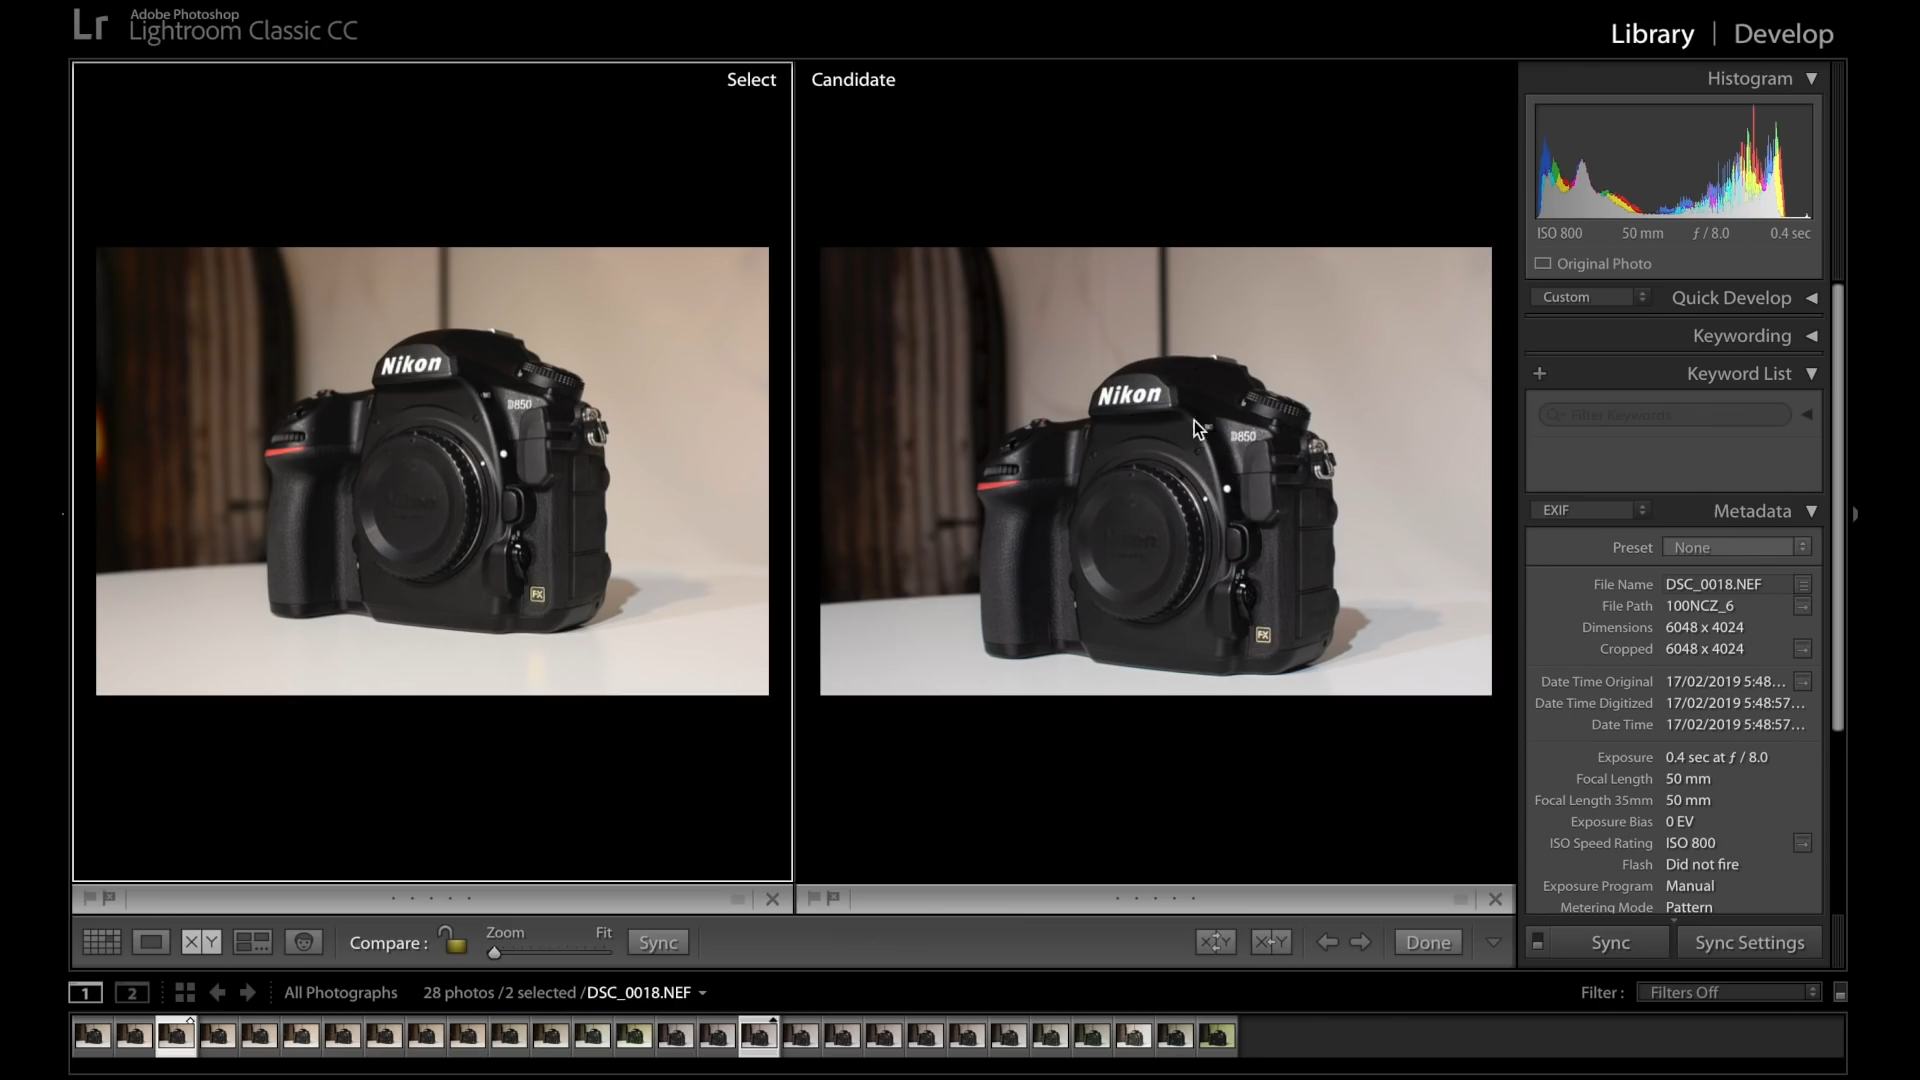 Lr Adobe Photoshop
Lightroom Classic CC
Library | Develop
Select
Candidate
Histogram
ISO 800 50 mm ƒ / 8.0 0.4 sec
Original Photo
Custom Quick Develop
Keywording
+ Keyword List
Filter Keywords
EXIF Metadata
Preset None
File Name DSC_0018.NEF
File Path 100NCZ_6
Dimensions 6048 x 4024
Cropped 6048 x 4024
Date Time Original 17/02/2019 5:48...
Date Time Digitized 17/02/2019 5:48:57...
Date Time 17/02/2019 5:48:57...
Exposure 0.4 sec at ƒ / 8.0
Focal Length 50 mm
Focal Length 35mm 50 mm
Exposure Bias 0 EV
ISO Speed Rating ISO 800
Flash Did not fire
Exposure Program Manual
Metering Mode Pattern
Nikon
D850
FX
Nikon
D850
FX
XY Compare : Zoom Fit Sync
X Y X Y Done
Sync Sync Settings
1 2 All Photographs 28 photos /2 selected /DSC_0018.NEF
Filter : Filters Off